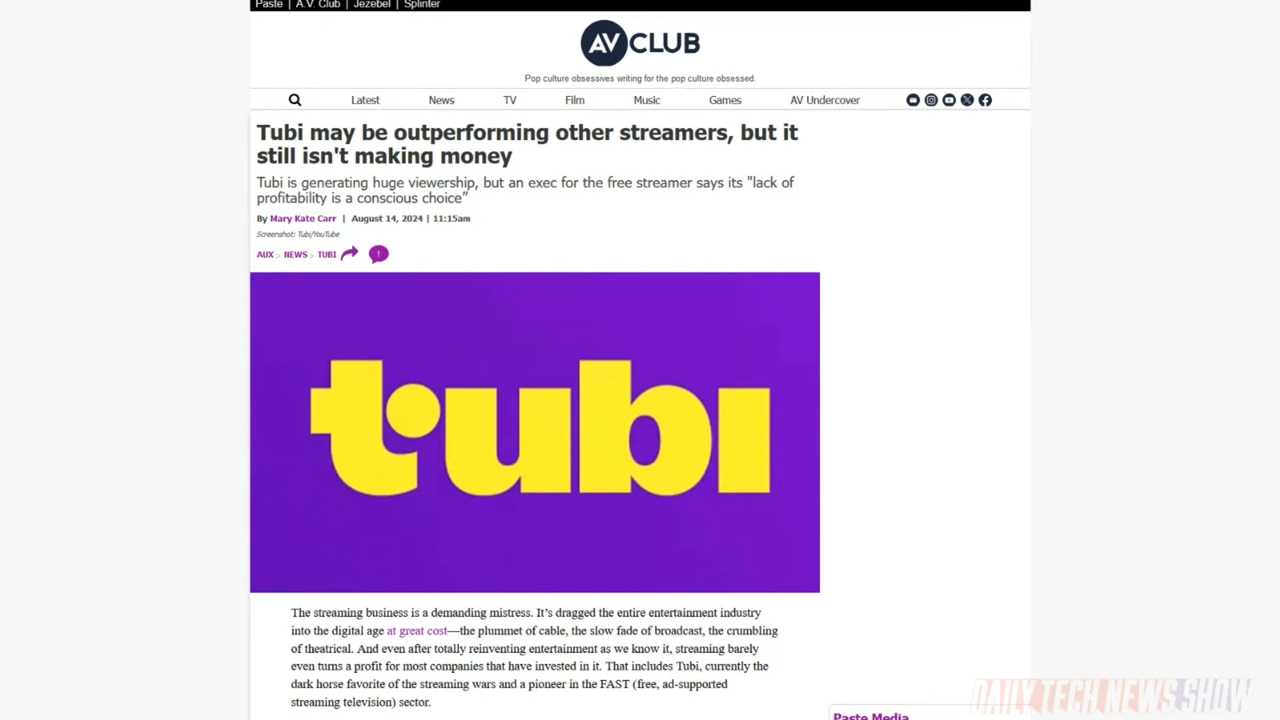 Paste | A.V. Club | Jezebel | Splinter
AV CLUB
Pop culture obsessives writing for the pop culture obsessed.
Latest News TV Film Music Games AV Undercover
Tubi may be outperforming other streamers, but it
still isn't making money
Tubi is generating huge viewership, but an exec for the free streamer says its "lack of
profitability is a conscious choice”
By Mary Kate Carr | August 14, 2024 | 11:15am
Screenshot: Tubi/YouTube
AUX > NEWS > TUBI 1
tubi
The streaming business is a demanding mistress. It’s dragged the entire entertainment industry
into the digital age at great cost—the plummet of cable, the slow fade of broadcast, the crumbling
of theatrical. And even after totally reinventing entertainment as we know it, streaming barely
even turns a profit for most companies that have invested in it. That includes Tubi, currently the
dark horse favorite of the streaming wars and a pioneer in the FAST (free, ad-supported
streaming television) sector.
Paste Media
DAILY TECH NEWS SHOW